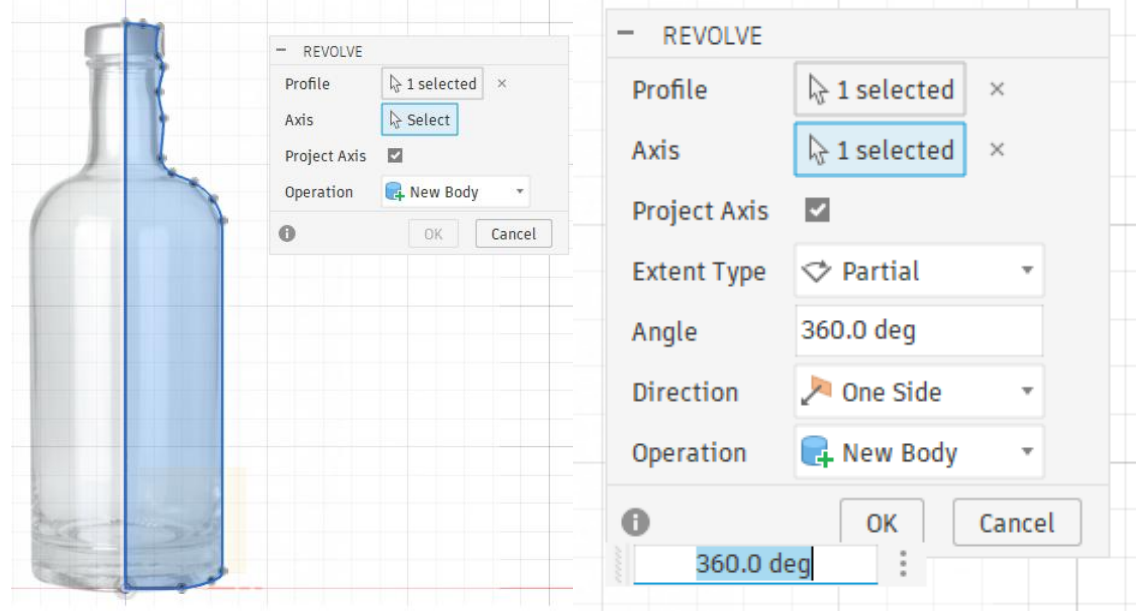 REVOLVE
Profile 1 selected
Axis Select
Project Axis
Operation New Body
OK Cancel
REVOLVE
Profile 1 selected
Axis 1 selected
Project Axis
Extent Type Partial
Angle 360.0 deg
Direction One Side
Operation New Body
OK Cancel
360.0 deg